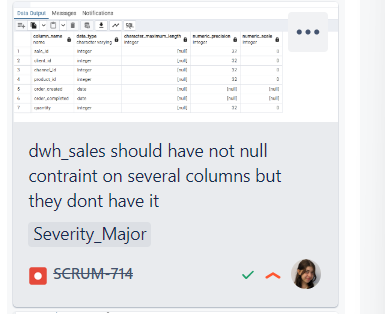 Data Output Messages Notifications
SQL
column_name data_type character_maximum_length numeric_precision numeric_scale
name character varying integer integer integer
1 sale_id integer [null] 32 0
2 client_id integer [null] 32 0
3 channel_id integer [null] 32 0
4 product_id integer [null] 32 0
5 order_created date [null] [null] [null]
6 order_completed date [null] [null] [null]
7 quantity integer [null] 32 0
dwh_sales should have not null
contraint on several columns but
they dont have it
Severity_Major
SCRUM-714